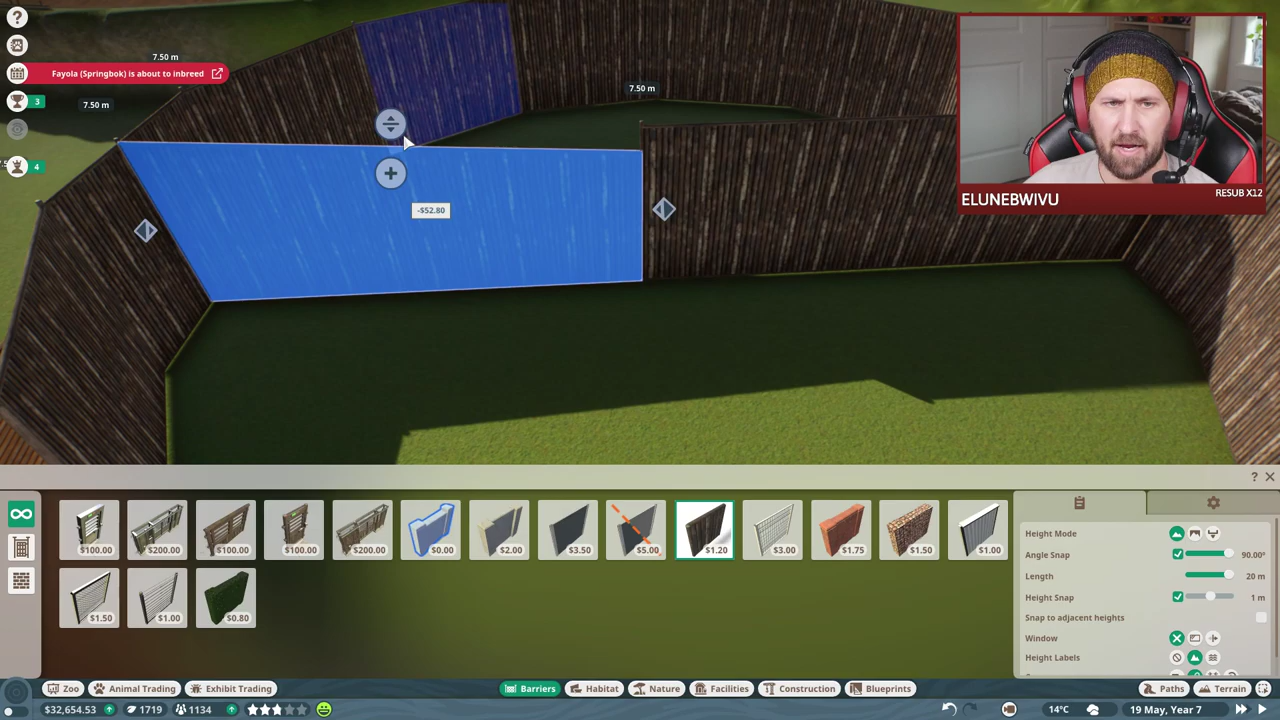 ?
7.50 m
Fayola (Springbok) is about to inbreed
3
7.50 m
7.50 m
4
-$52.80
ELUNEBWIVU
RESUB X12
?
$100.00
$200.00
$100.00
$100.00
$200.00
$0.00
$2.00
$3.50
$5.00
$1.20
$3.00
$1.75
$1.50
$1.00
$1.50
$1.00
$0.80
Height Mode
Angle Snap
90.00°
Length
20 m
Height Snap
1 m
Snap to adjacent heights
Window
Height Labels
Zoo
Animal Trading
Exhibit Trading
Barriers
Habitat
Nature
Facilities
Construction
Blueprints
Paths
Terrain
$32,654.53
1719
1134
14°C
19 May, Year 7